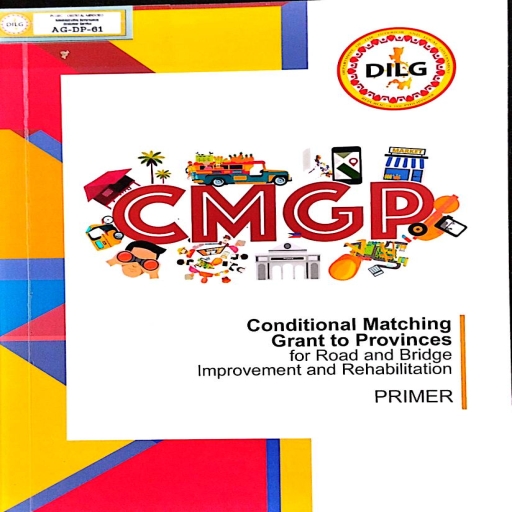 DILG
AG-DP-61
DILG
MARKET
CMGP
Conditional Matching
Grant to Provinces
for Road and Bridge
Improvement and Rehabilitation
PRIMER